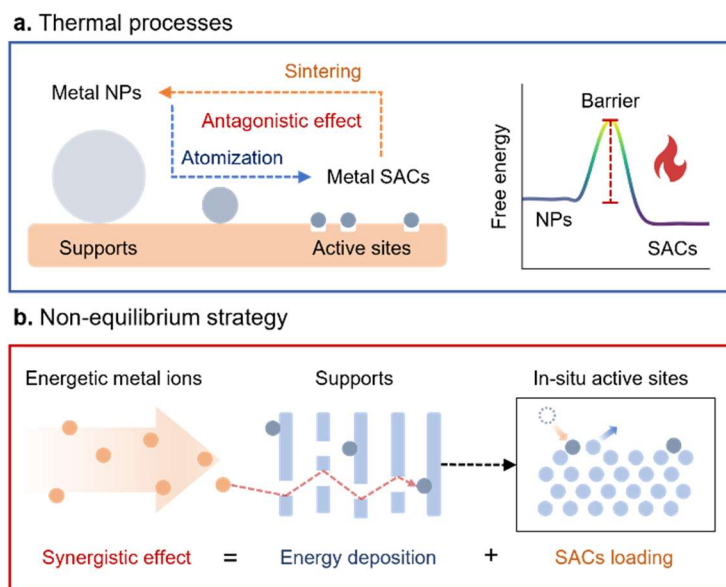 a. Thermal processes
Sintering
Metal NPs
Antagonistic effect
Atomization
Metal SACs
Supports
Active sites
Free energy
Barrier
NPs
SACs
b. Non-equilibrium strategy
Energetic metal ions
Supports
In-situ active sites
Synergistic effect = Energy deposition + SACs loading